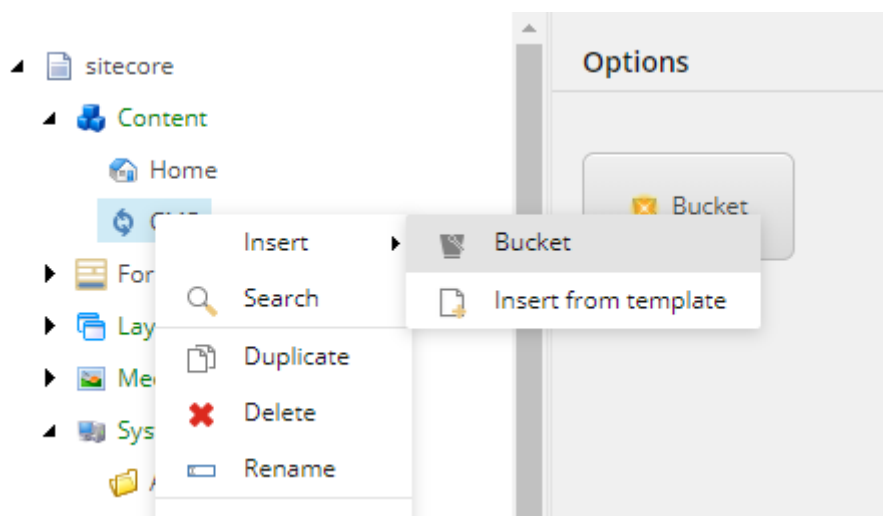 sitecore
Content
Home
Insert
Search
Duplicate
Delete
Rename
Bucket
Insert from template
Options
Bucket